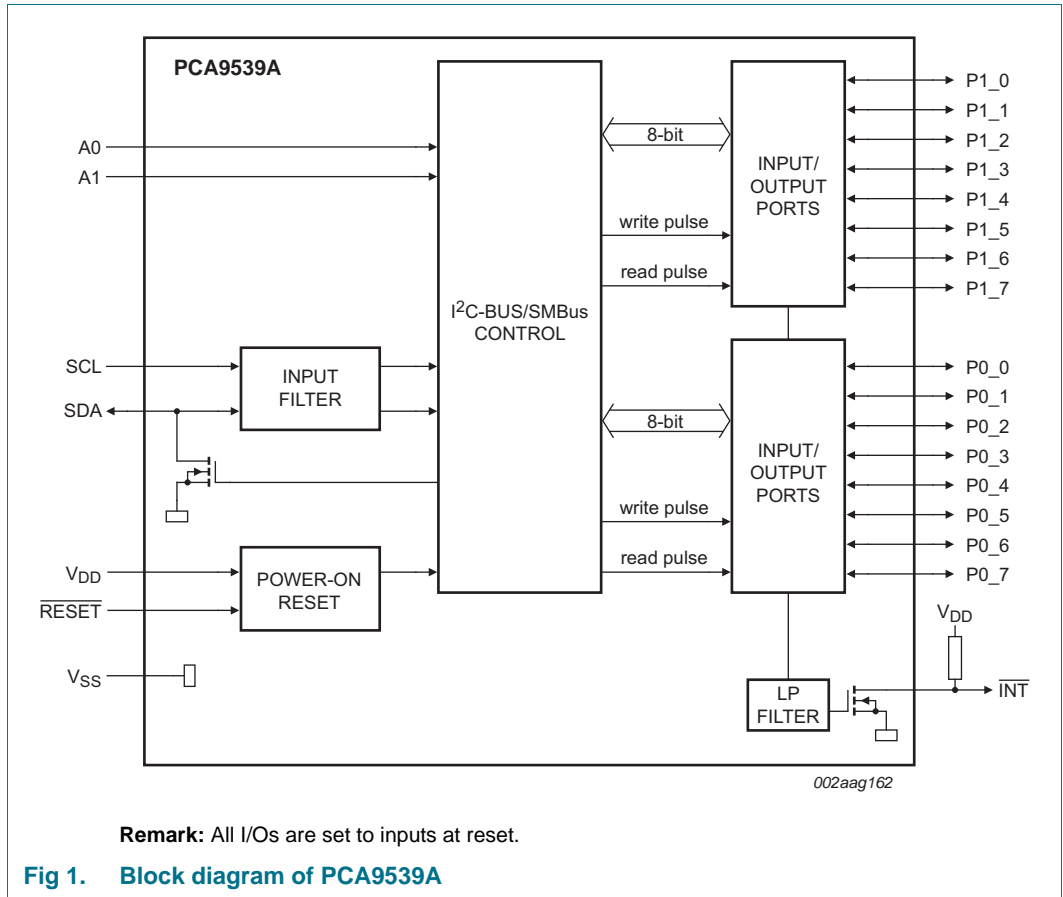 PCA9539A
A0
A1
SCL
SDA
VDD
RESET
VSS
INPUT
FILTER
POWER-ON
RESET
I2C-BUS/SMBus
CONTROL
8-bit
write pulse
read pulse
8-bit
write pulse
read pulse
INPUT/
OUTPUT
PORTS
INPUT/
OUTPUT
PORTS
LP
FILTER
P1_0
P1_1
P1_2
P1_3
P1_4
P1_5
P1_6
P1_7
P0_0
P0_1
P0_2
P0_3
P0_4
P0_5
P0_6
P0_7
VDD
INT
002aag162
Remark: All I/Os are set to inputs at reset.
Fig 1. Block diagram of PCA9539A